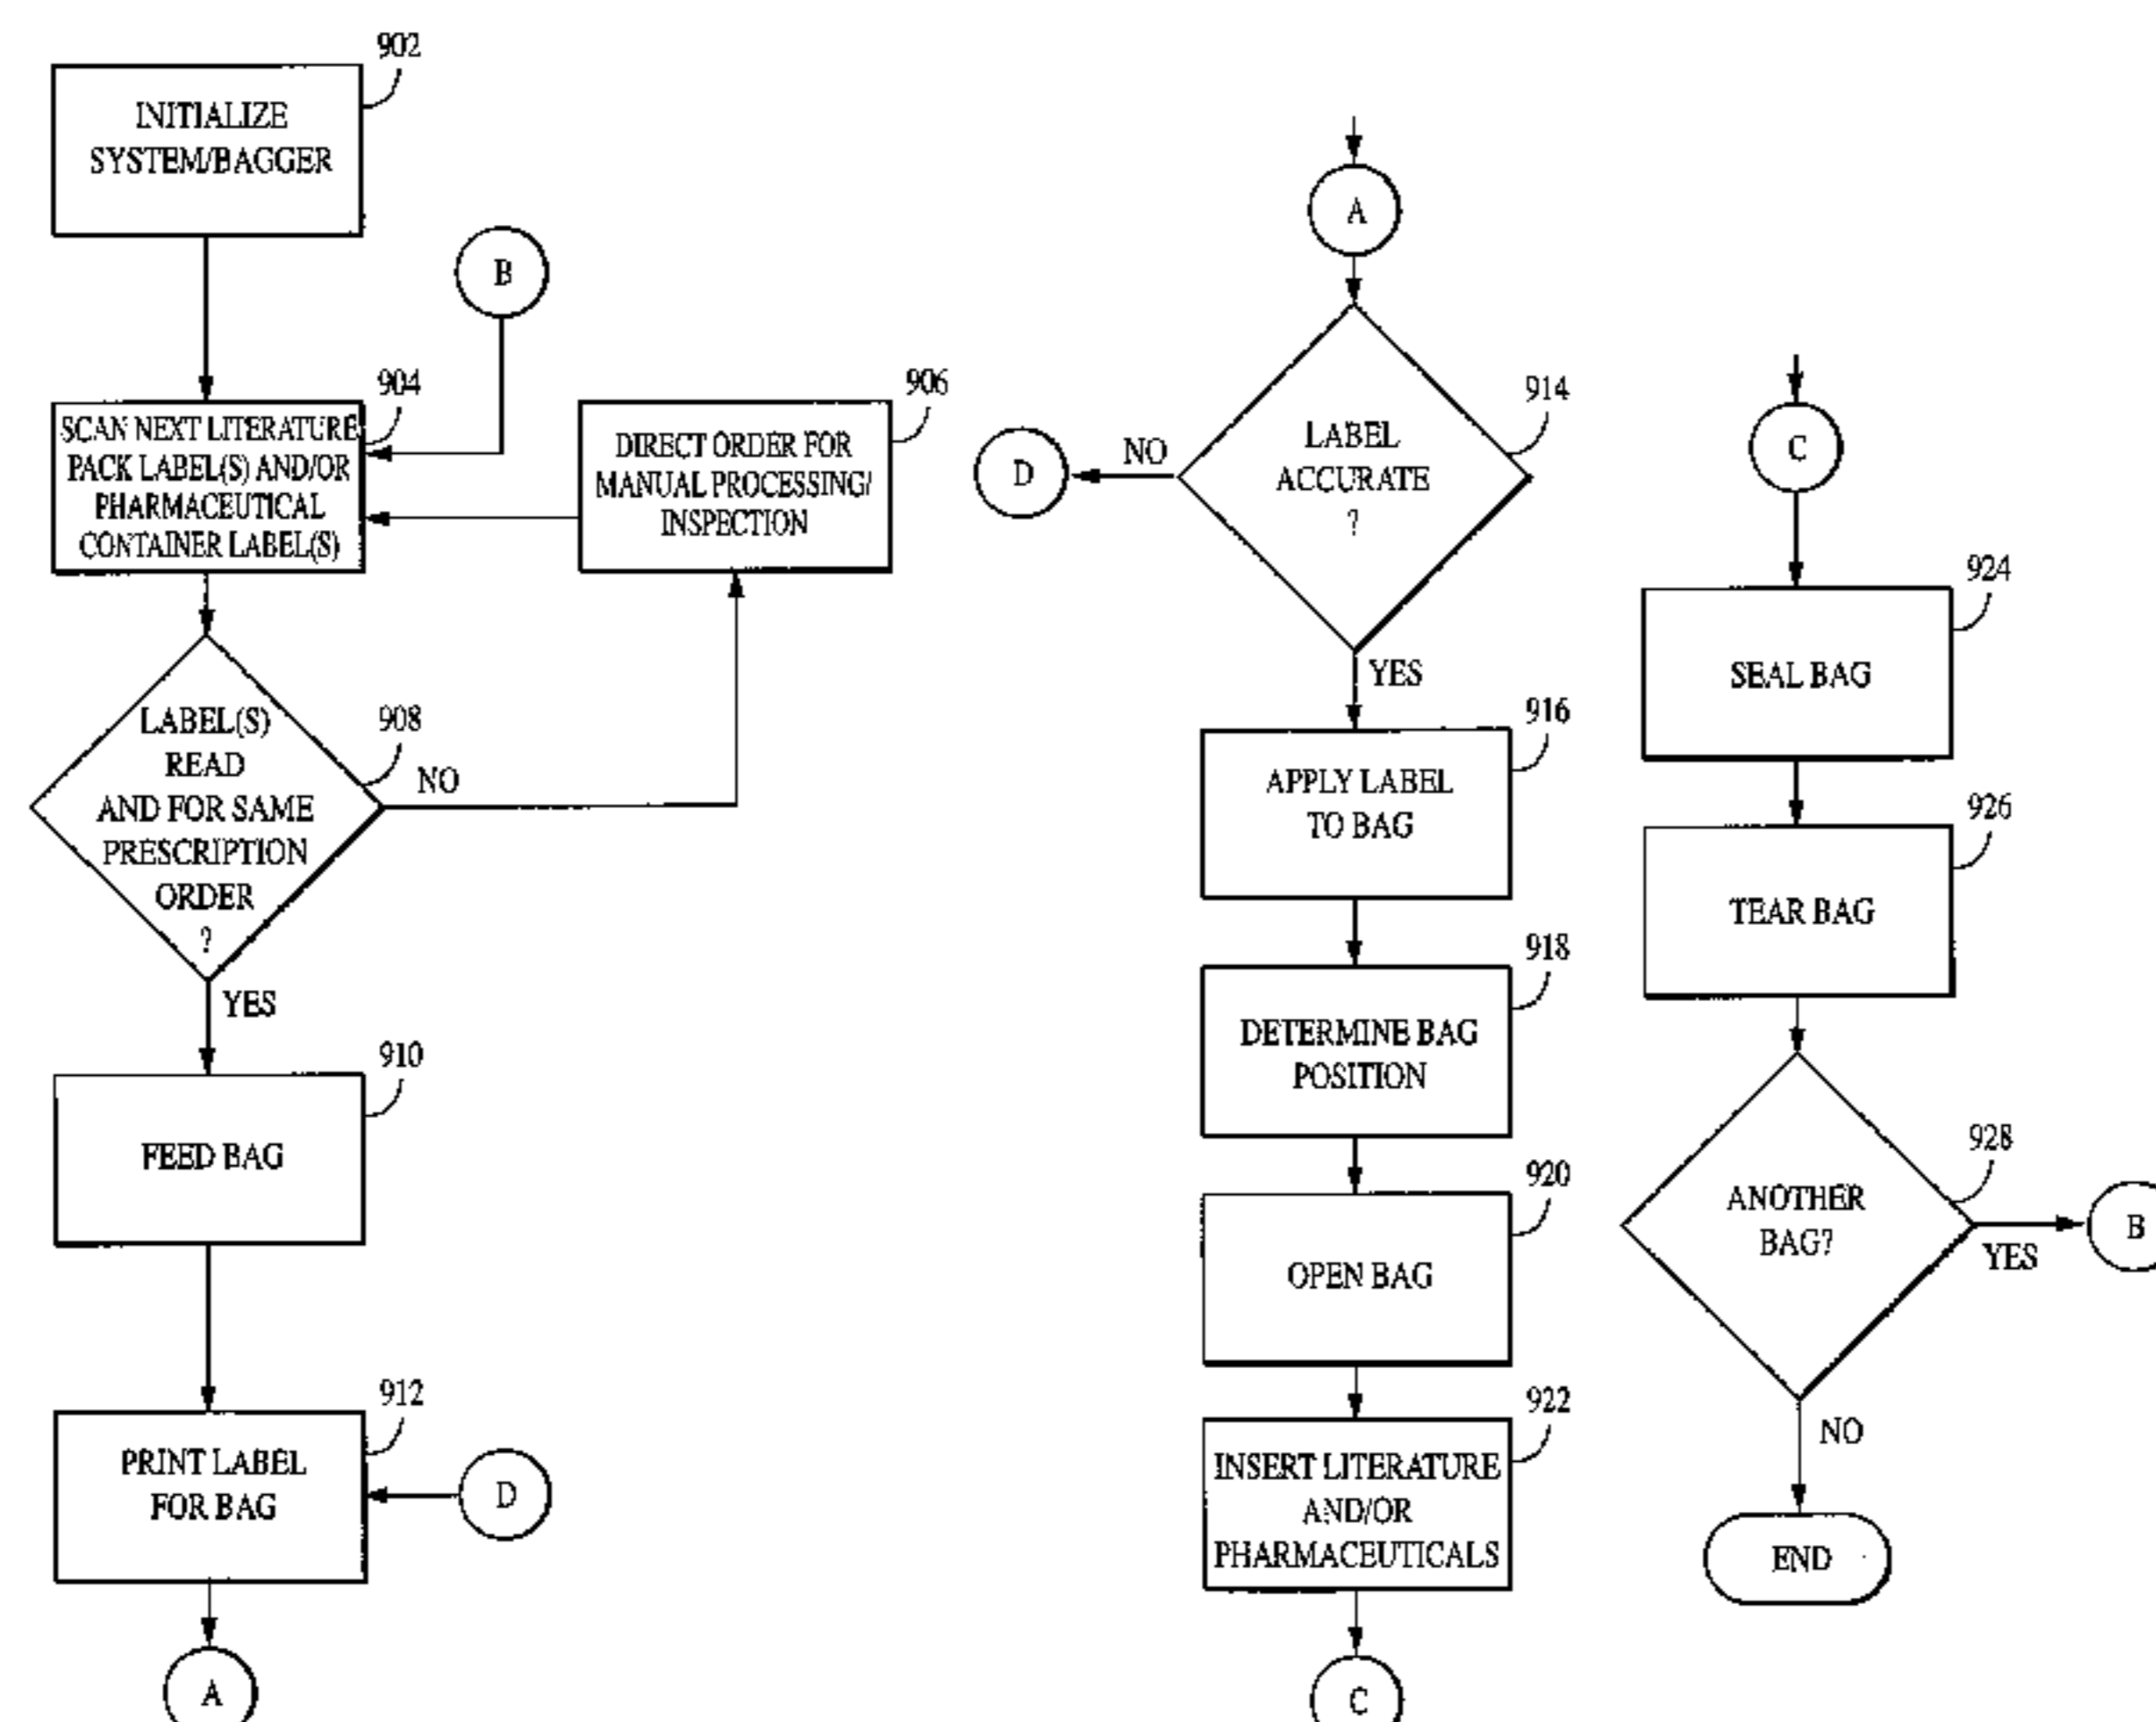 902
INITIALIZE
SYSTEM/BAGGER
B
904
SCAN NEXT LITERATURE
PACK LABEL(S) AND/OR
PHARMACEUTICAL
CONTAINER LABEL(S)
906
DIRECT ORDER FOR
MANUAL PROCESSING/
INSPECTION
908
LABEL(S)
READ
AND FOR SAME
PRESCRIPTION
ORDER
?
NO
YES
910
FEED BAG
912
PRINT LABEL
FOR BAG
D
A
A
914
LABEL
ACCURATE
?
NO
D
YES
916
APPLY LABEL
TO BAG
918
DETERMINE BAG
POSITION
920
OPEN BAG
922
INSERT LITERATURE
AND/OR
PHARMACEUTICALS
C
C
924
SEAL BAG
926
TEAR BAG
928
ANOTHER
BAG?
YES
B
NO
END